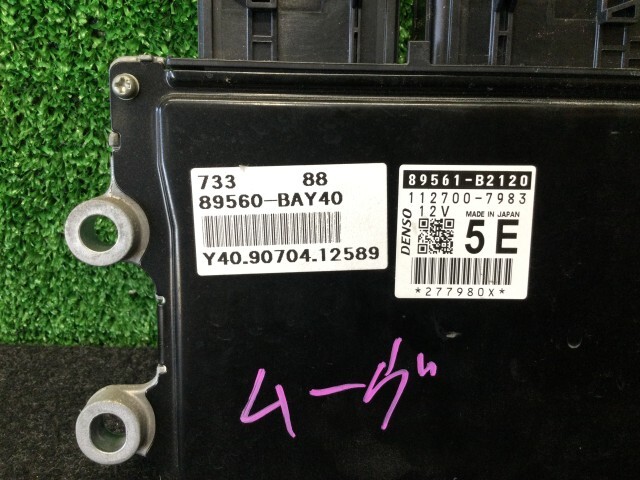 733 88
89560-BAY40
Y40.90704.12589
89561-B2120
112700-7983
12V MADE IN JAPAN
DENSO
5E
*277980X*
ムーヴ